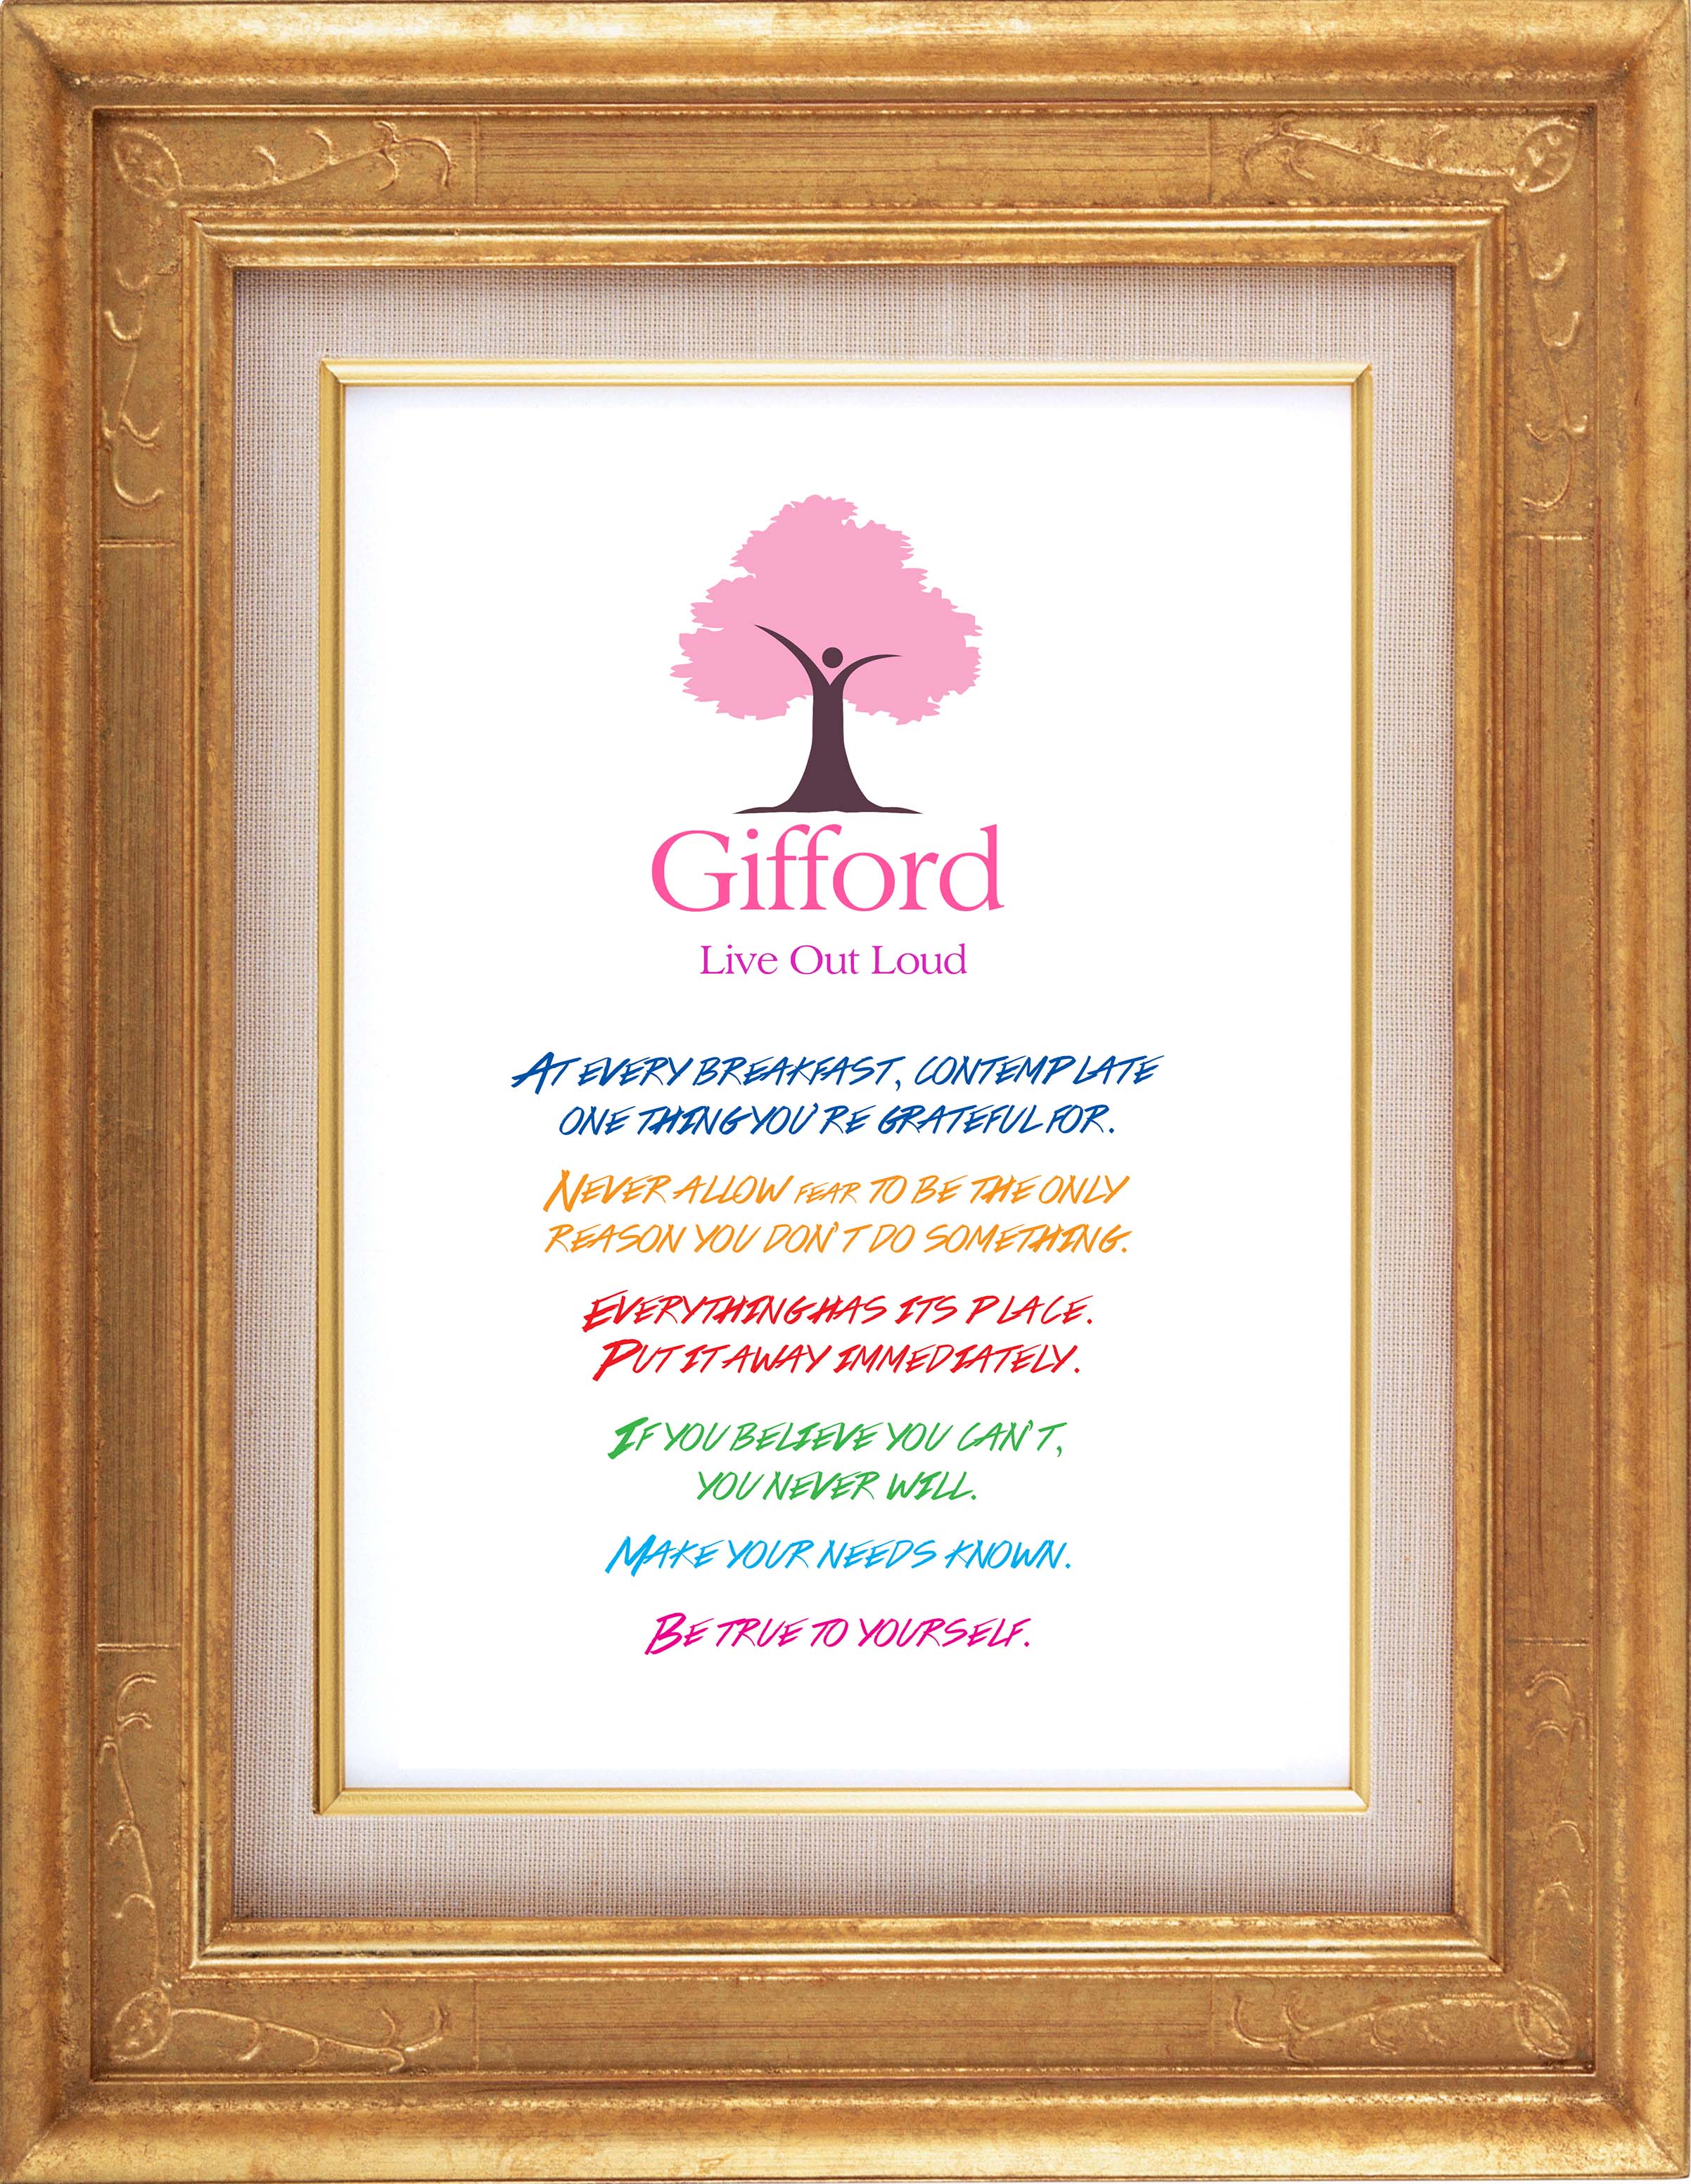 Gifford
Live Out Loud
At every breakfast, contemplate
one thing you're grateful for.
Never allow fear to be the only
reason you don't do something.
Everything has its place.
Put it away immediately.
If you believe you can't,
you never will.
Make your needs known.
Be true to yourself.